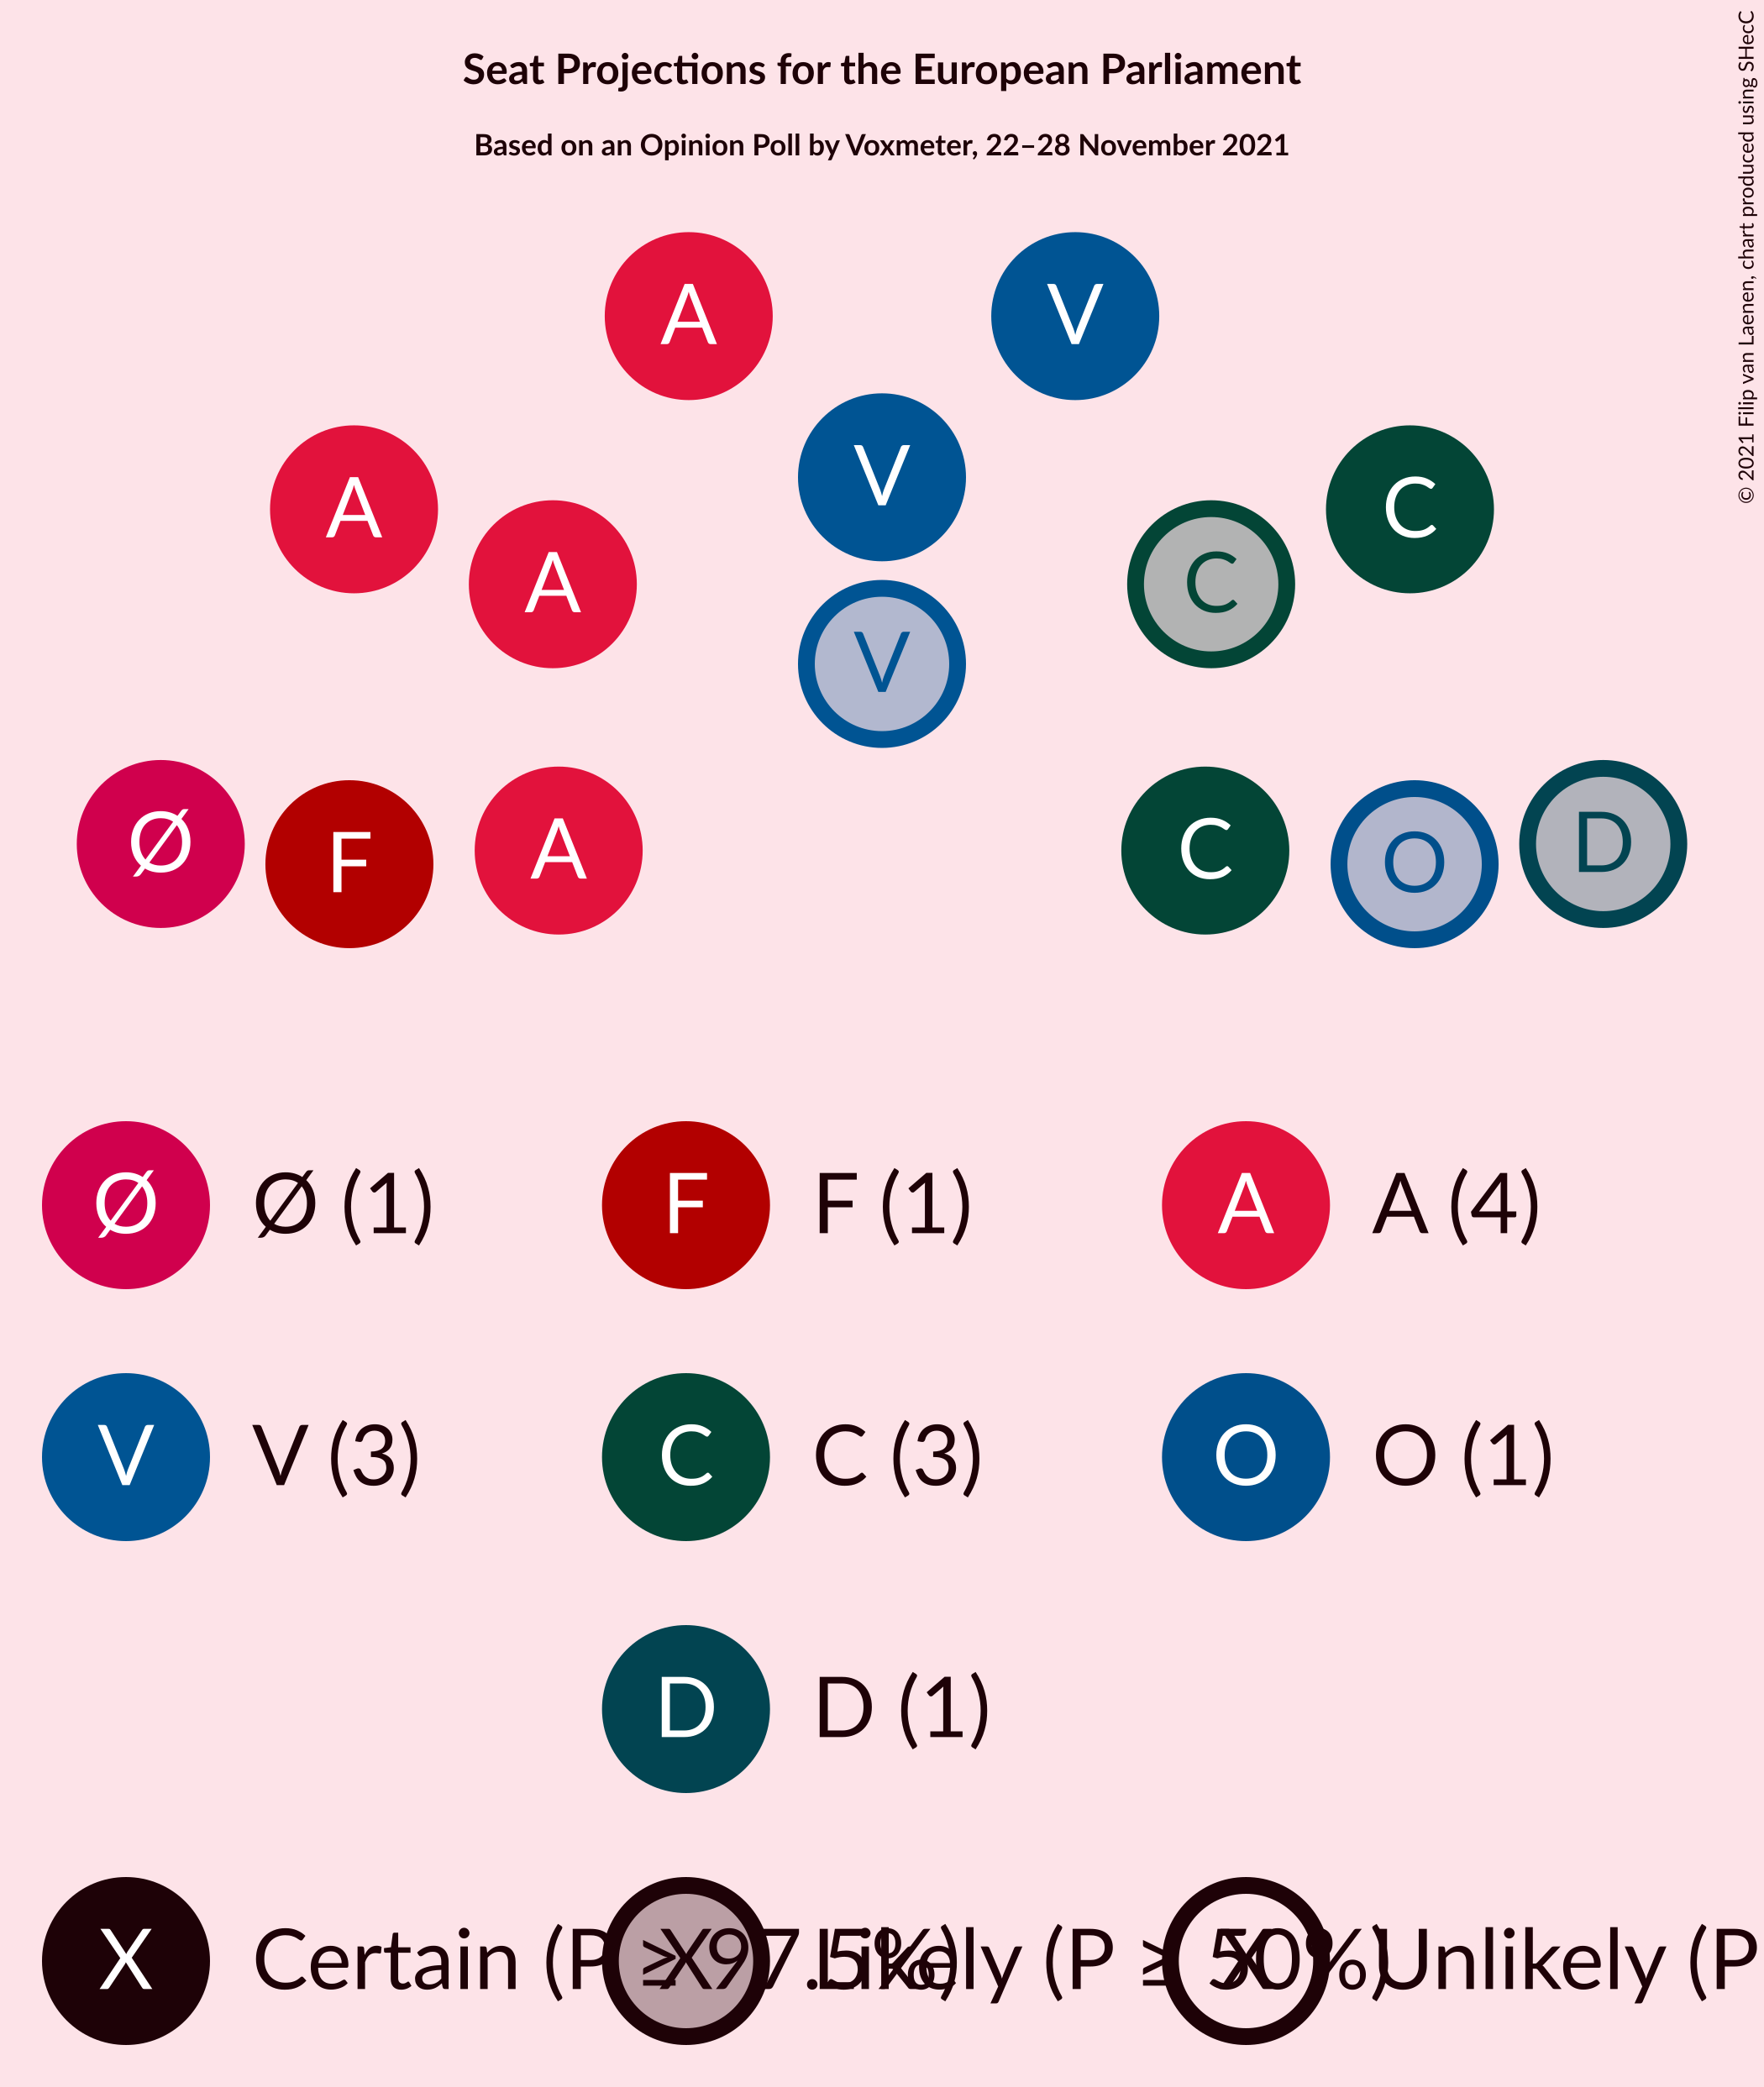 Seat Projections for the European Parliament
Based on an Opinion Poll by Voxmeter, 22–28 November 2021
© 2021 Filip van Laenen, chart produced using SHecC
A V
V
A C
A C
V
Ø F A C O D
Ø Ø (1) F F (1) A A (4)
V V (3) C C (3) O O (1)
D D (1)
X Certain (P ≥ 97.5%) X Likely (P ≥ 50%) X Unlikely (P